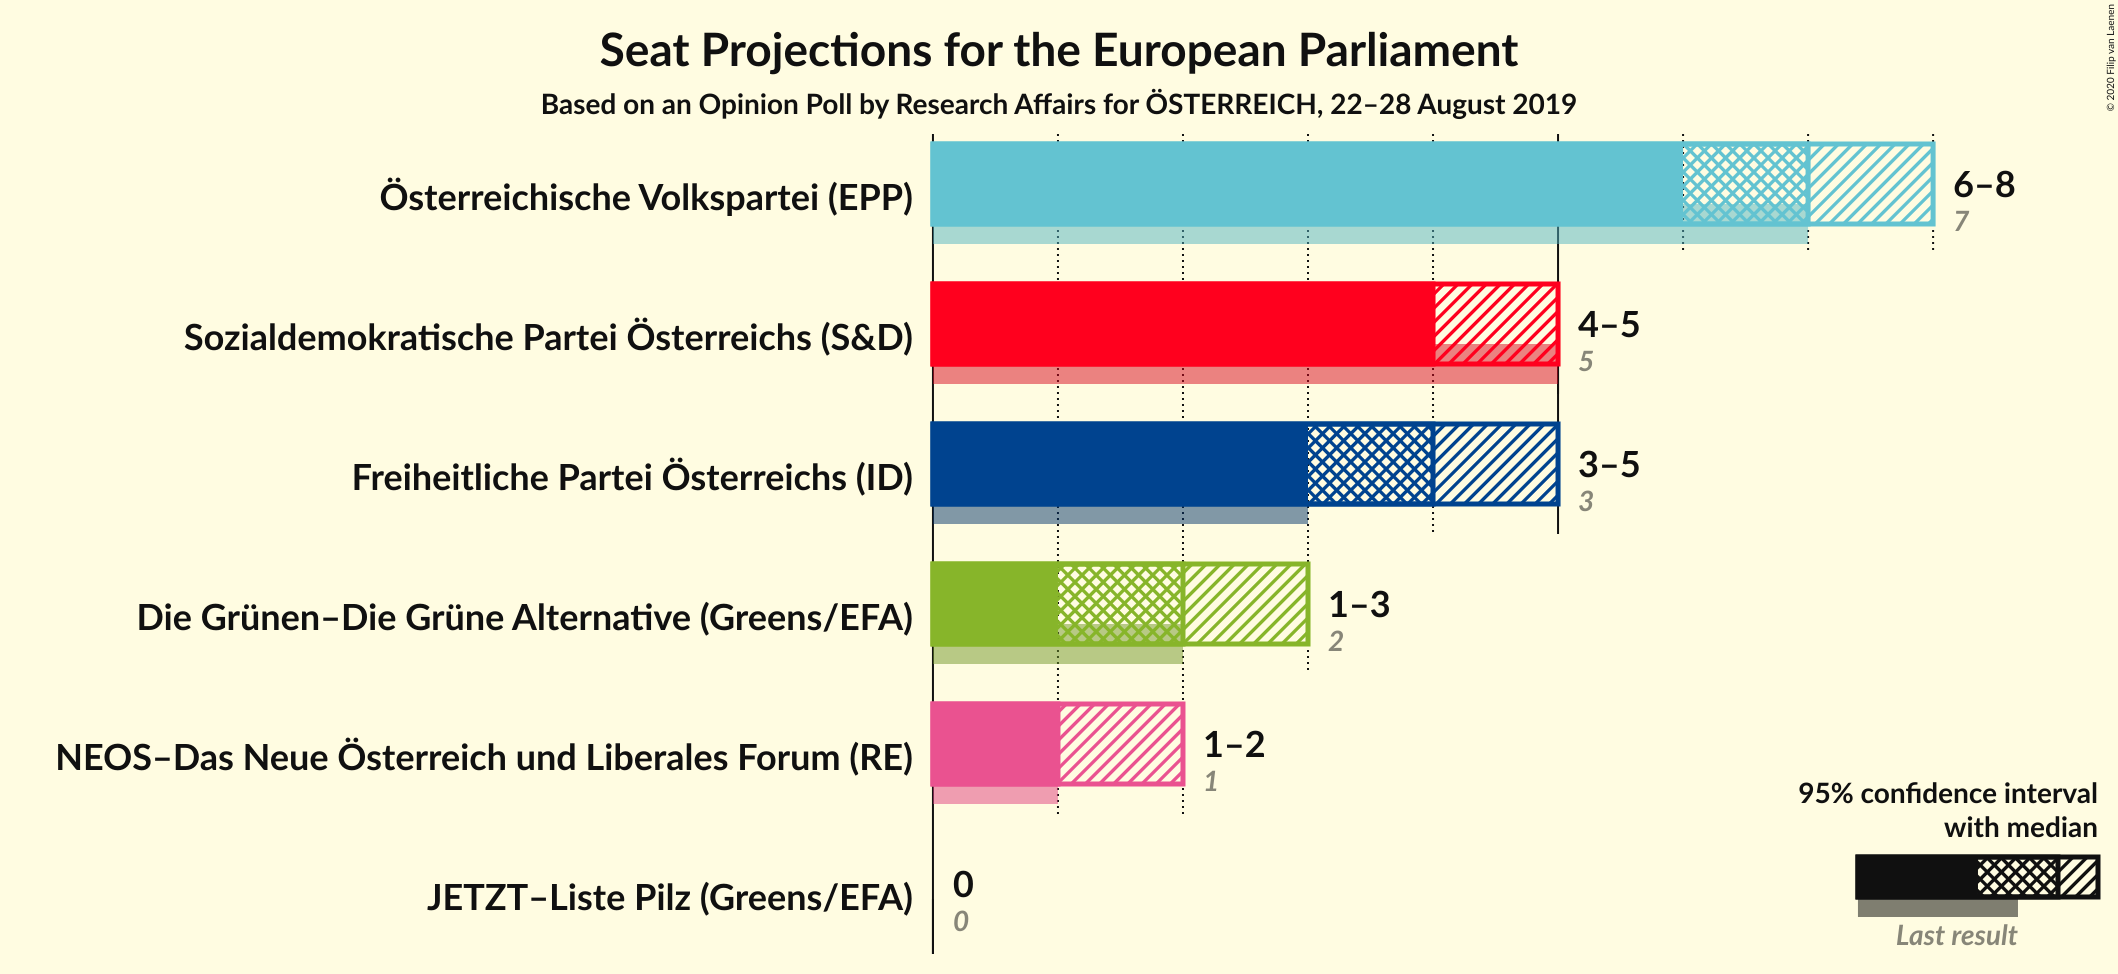 Seat Projections for the European Parliament
Based on an Opinion Poll by Research Affairs for ÖSTERREICH, 22–28 August 2019
© 2020 Filip van Laenen
Österreichische Volkspartei (EPP)
6–8
7
Sozialdemokratische Partei Österreichs (S&D)
4–5
5
Freiheitliche Partei Österreichs (ID)
3–5
3
Die Grünen–Die Grüne Alternative (Greens/EFA)
1–3
2
NEOS–Das Neue Österreich und Liberales Forum (RE)
1–2
1
JETZT–Liste Pilz (Greens/EFA)
0
0
95% confidence interval
with median
Last result